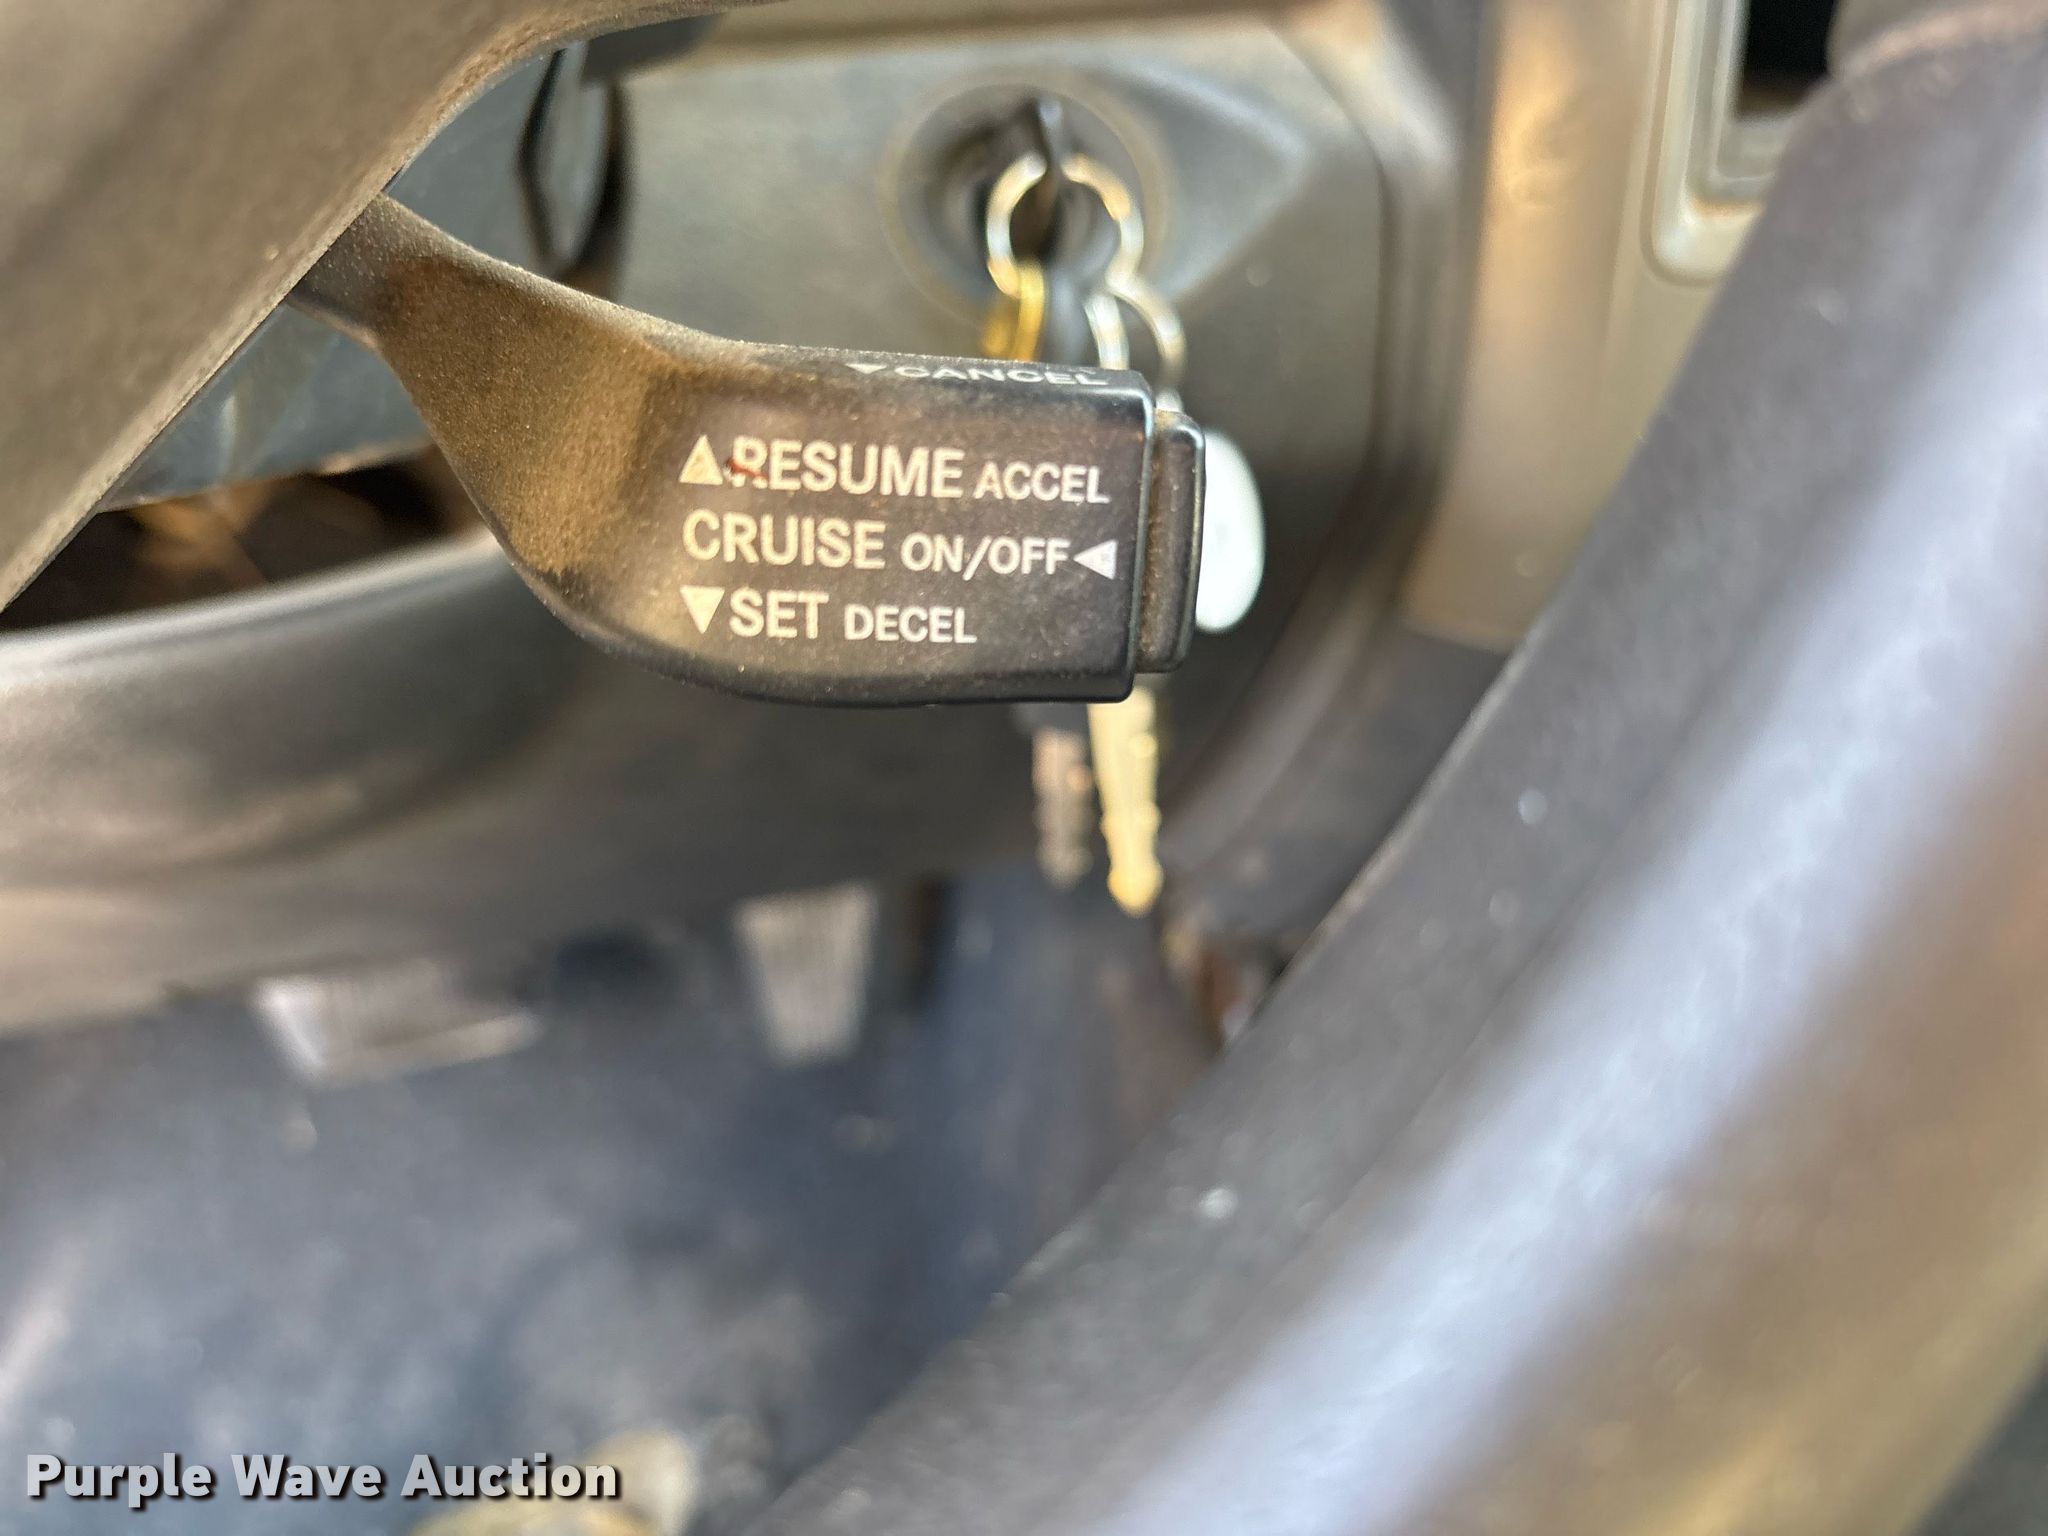 ▼CANCEL
▲RESUME ACCEL
CRUISE ON/OFF◀
▼SET DECEL
Purple Wave Auction